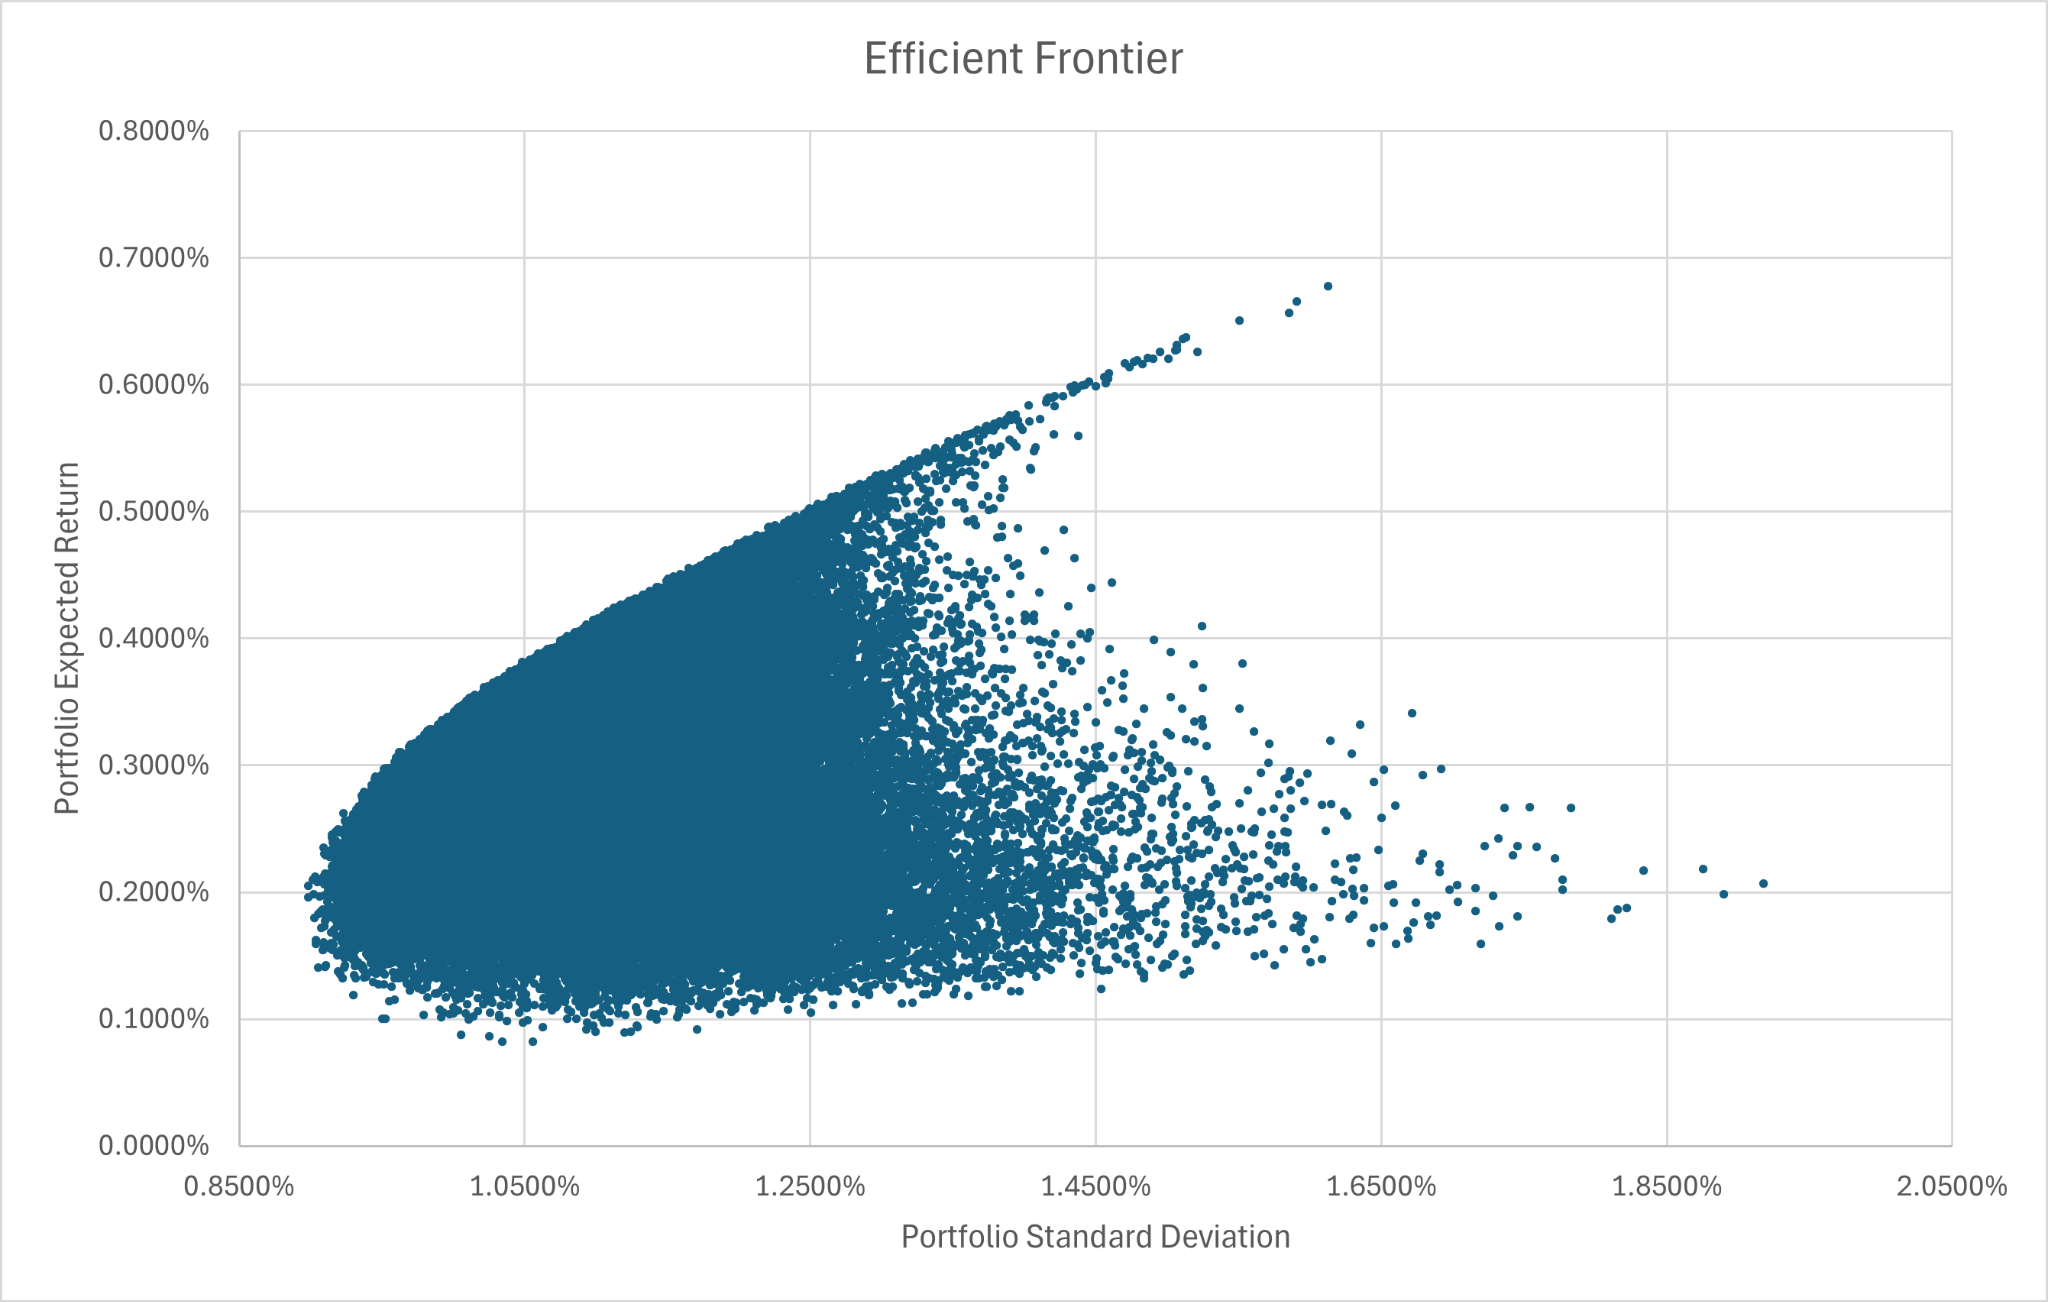 Efficient Frontier
0.8000%
0.7000%
0.6000%
0.5000%
0.4000%
0.3000%
0.2000%
0.1000%
0.0000%
Portfolio Expected Return
0.8500% 1.0500% 1.2500% 1.4500% 1.6500% 1.8500% 2.0500%
Portfolio Standard Deviation